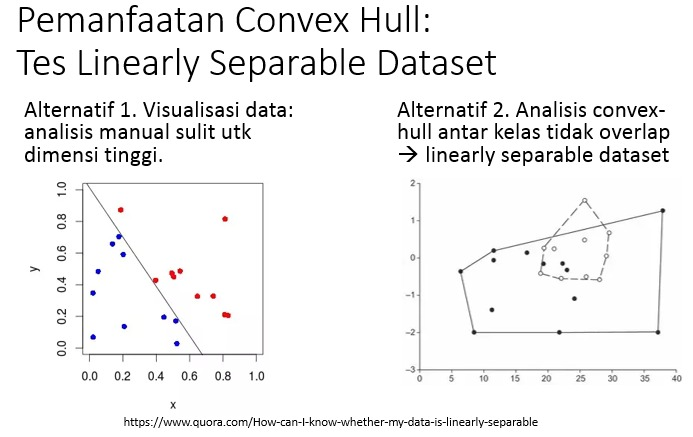 Pemanfaatan Convex Hull:
Tes Linearly Separable Dataset
Alternatif 1. Visualisasi data:
analisis manual sulit utk
dimensi tinggi.
Alternatif 2. Analisis convex-
hull antar kelas tidak overlap
→ linearly separable dataset
1.0
0.8
0.6
0.4
0.2
0.0
y
0.0 0.2 0.4 0.6 0.8 1.0
x
2
1
0
−1
−2
−3
0 5 10 15 20 25 30 35 40
https://www.quora.com/How-can-I-know-whether-my-data-is-linearly-separable